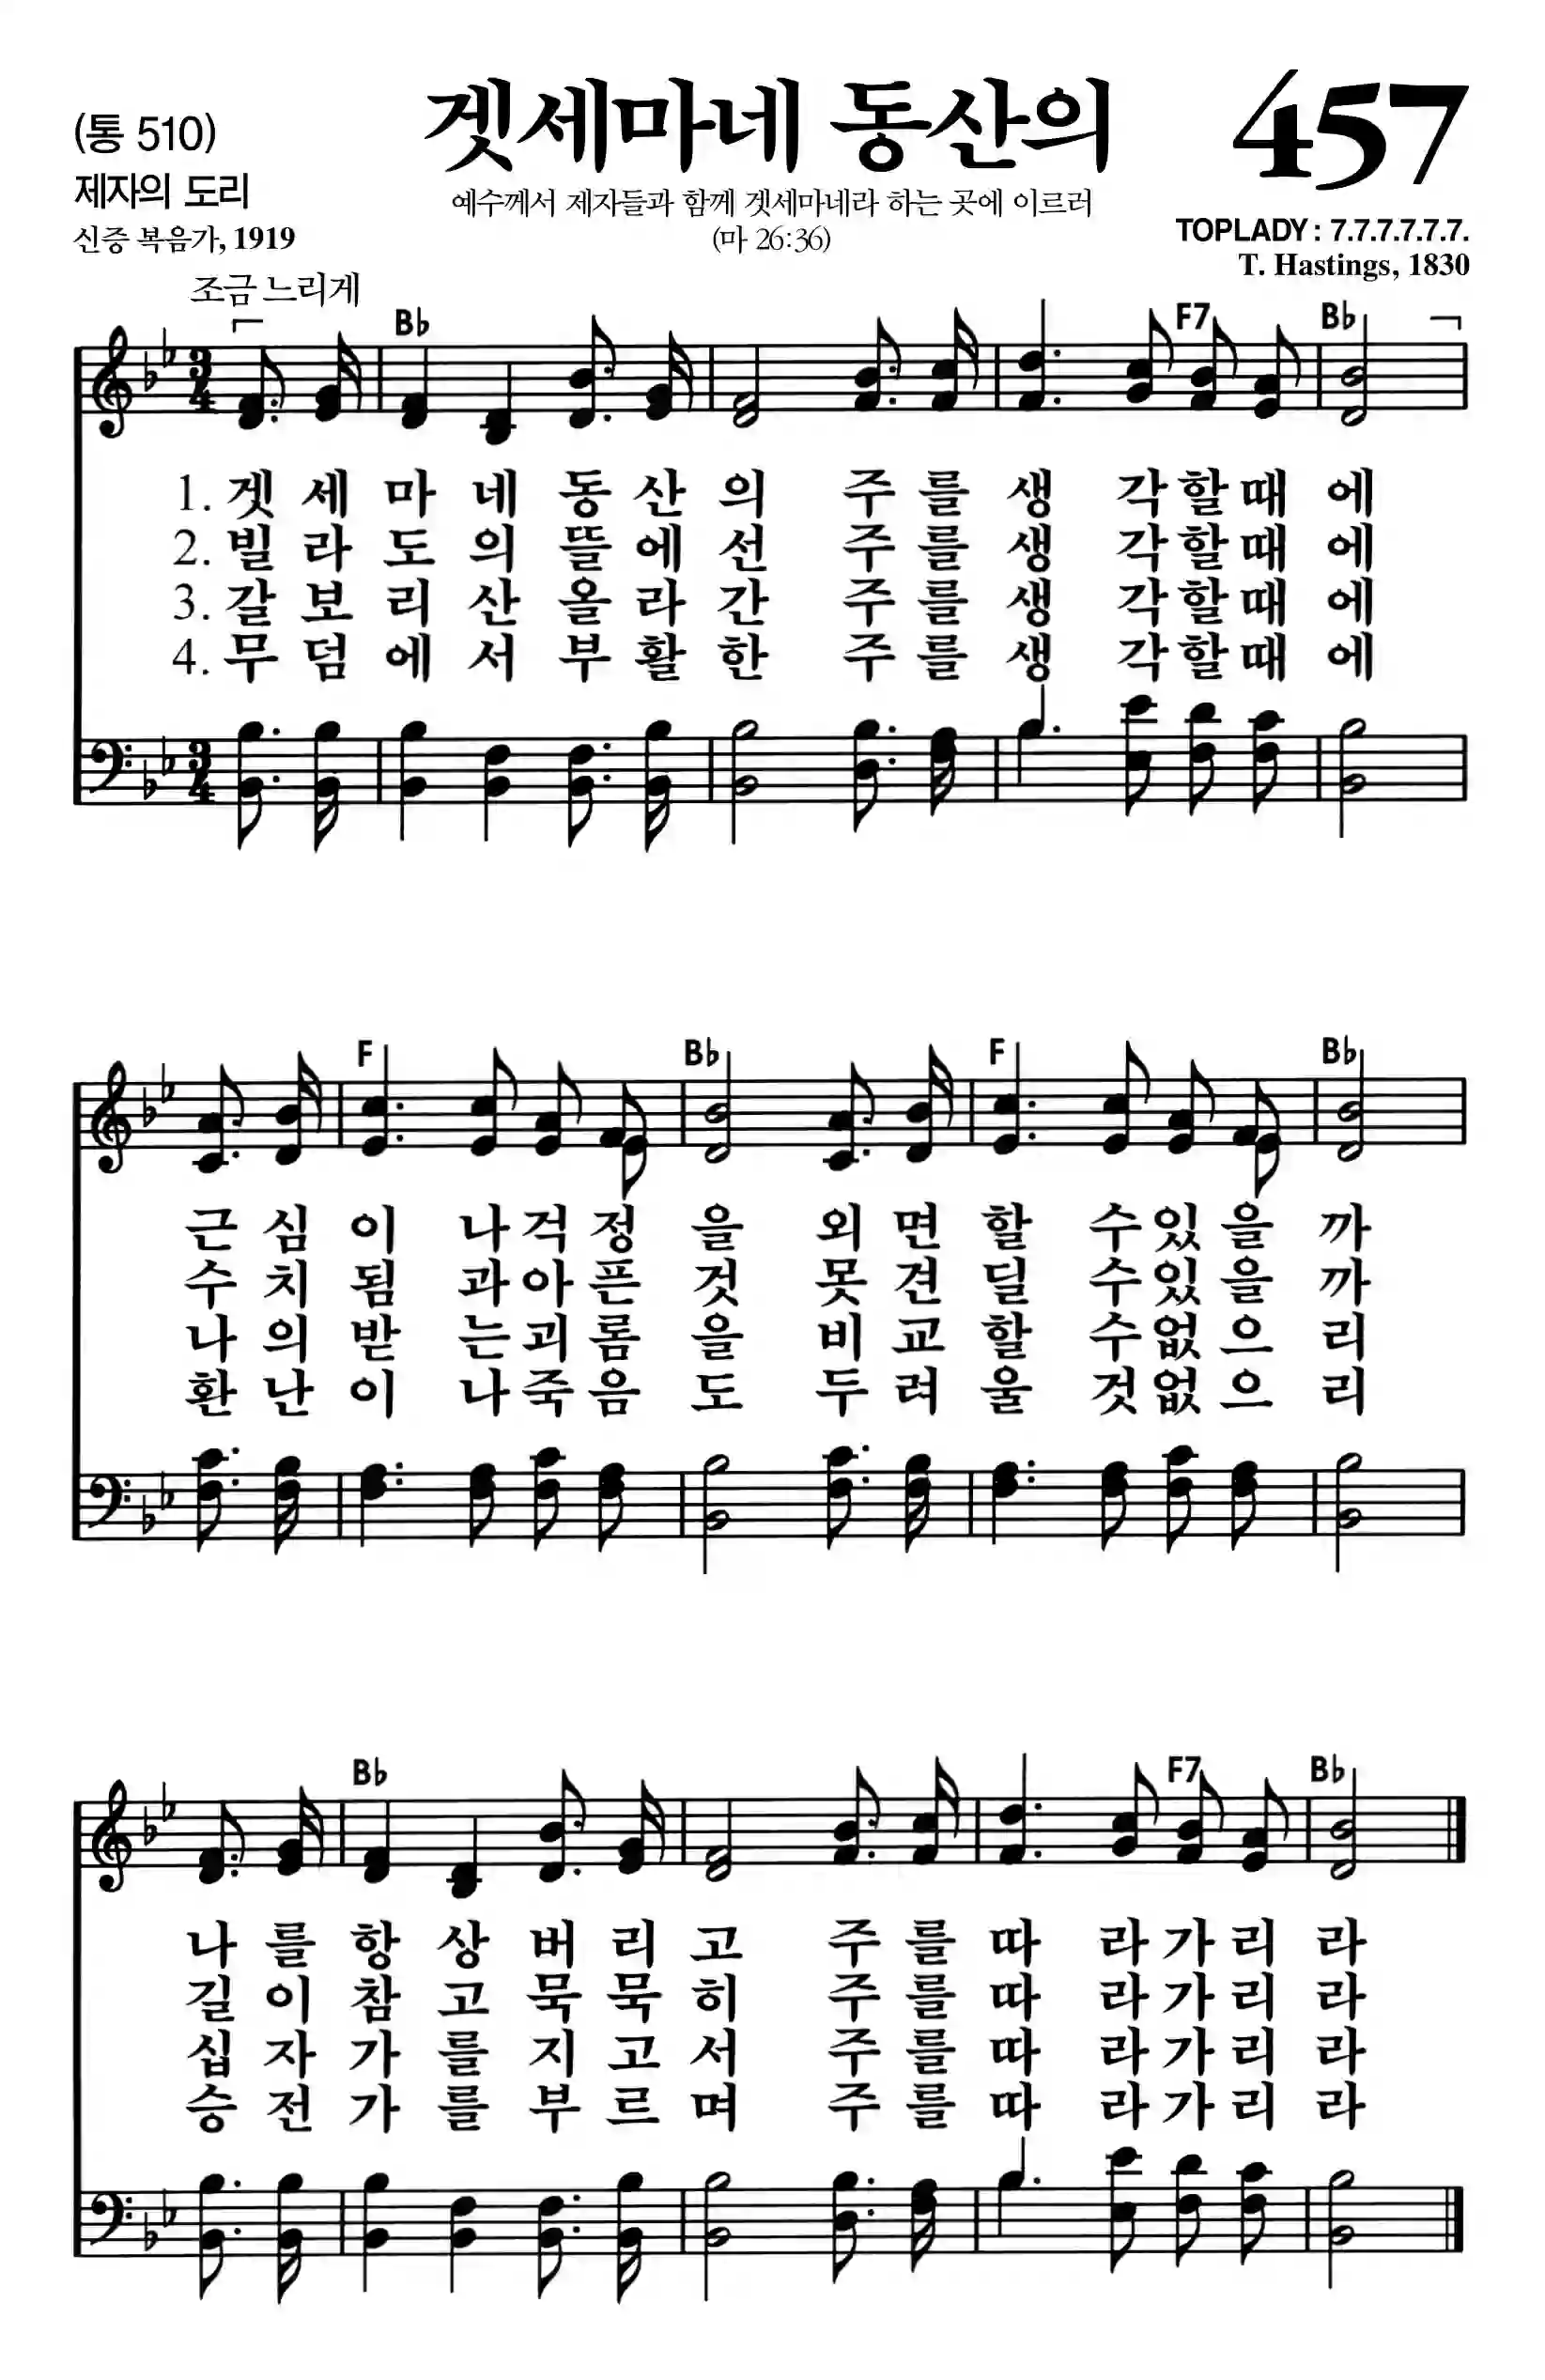 (통 510)
겟세마네 동산의
457
제자의 도리
예수께서 제자들과 함께 겟세마네라 하는 곳에 이르러
신증 복음가, 1919
(마 26:36)
TOPLADY : 7.7.7.7.7.7.
T. Hastings, 1830
조금 느리게
B♭ F7 B♭
1. 겟 세 마 네 동 산 의 주 를 생 각 할 때 에
2. 빌 라 도 의 뜰 에 선 주 를 생 각 할 때 에
3. 갈 보 리 산 올 라 간 주 를 생 각 할 때 에
4. 무 덤 에 서 부 활 한 주 를 생 각 할 때 에
F B♭ F B♭
근 심 이 나 걱 정 을 외 면 할 수 있 을 까
수 치 됨 과 아 픈 것 못 견 딜 수 있 을 까
나 의 받 는 괴 롬 을 비 교 할 수 없 으 리
환 난 이 나 죽 음 도 두 려 울 것 없 으 리
B♭ F7 B♭
나 를 항 상 버 리 고 주 를 따 라 가 리 라
길 이 참 고 묵 묵 히 주 를 따 라 가 리 라
십 자 가 를 지 고 서 주 를 따 라 가 리 라
승 전 가 를 부 르 며 주 를 따 라 가 리 라